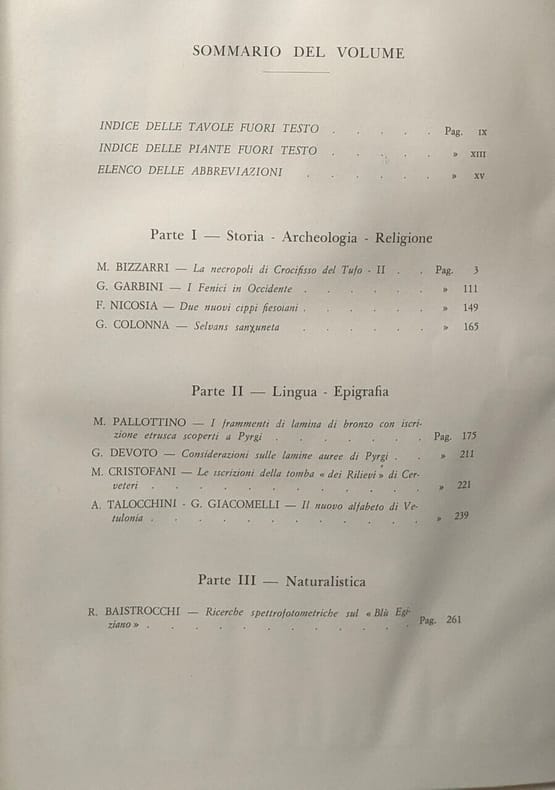 SOMMARIO DEL VOLUME
INDICE DELLE TAVOLE FUORI TESTO . . . . . Pag. IX
INDICE DELLE PIANTE FUORI TESTO . . . . . » XIII
ELENCO DELLE ABBREVIAZIONI . . . . . » XV
Parte I — Storia - Archeologia - Religione
M. BIZZARRI — La necropoli di Crocifisso del Tufo - II . . Pag. 3
G. GARBINI — I Fenici in Occidente . . . . . . » 111
F. NICOSIA — Due nuovi cippi fiesolani . . . . . . » 149
G. COLONNA — Selvans sanχuneta . . . . . » 165
Parte II — Lingua - Epigrafia
M. PALLOTTINO — I frammenti di lamina di bronzo con iscri-
zione etrusca scoperti a Pyrgi . . . . . . . Pag. 175
G. DEVOTO — Considerazioni sulle lamine auree di Pyrgi . . » 211
M. CRISTOFANI — Le iscrizioni della tomba « dei Rilievi » di Cer-
veteri . . . . . . . . . . . . » 221
A. TALOCCHINI - G. GIACOMELLI — Il nuovo alfabeto di Ve-
tulonia . . . . . . . . . . . . » 239
Parte III — Naturalistica
R. BAISTROCCHI — Ricerche spettrofotometriche sul « Blù Egi-
ziano » . . . . . . . . . . . . Pag. 261